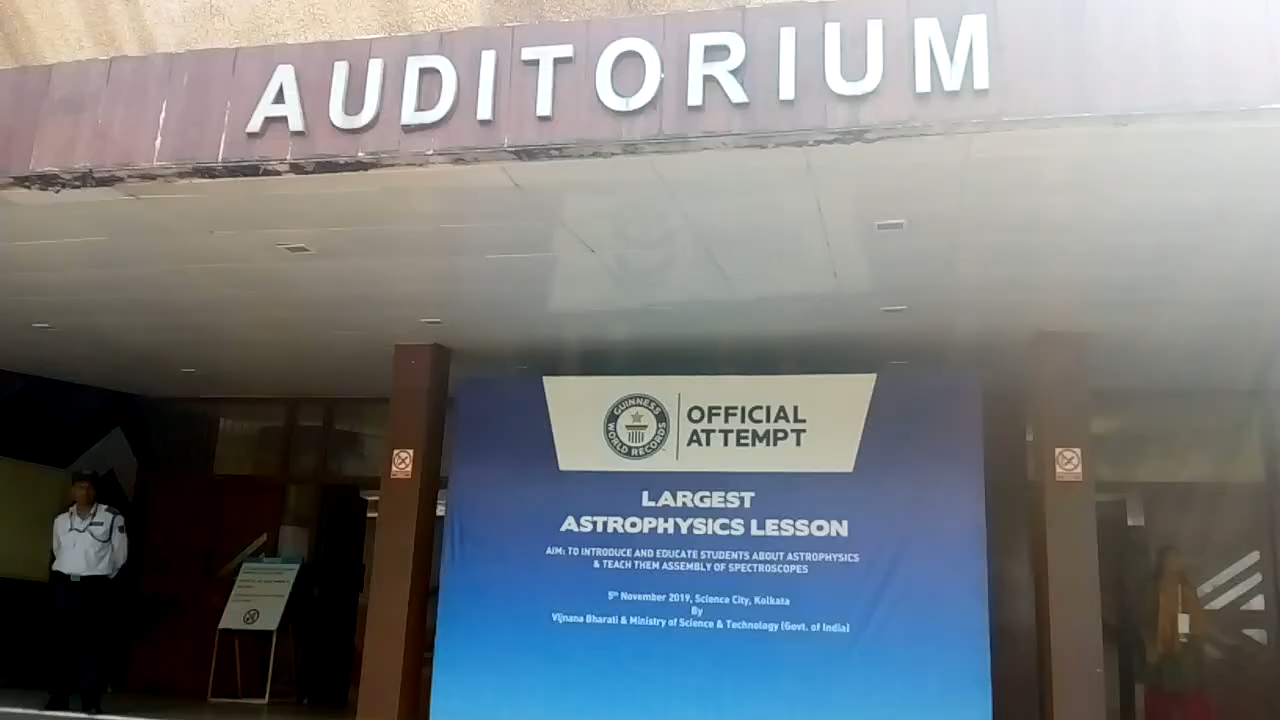 AUDITORIUM
GUINNESS
WORLD RECORDS
OFFICIAL
ATTEMPT
LARGEST
ASTROPHYSICS LESSON
AIM: TO INTRODUCE AND EDUCATE STUDENTS ABOUT ASTROPHYSICS
& TEACH THEM ASSEMBLY OF SPECTROSCOPES
5th November 2019, Science City, Kolkata
By
Vijnana Bharati & Ministry of Science & Technology (Govt. of India)